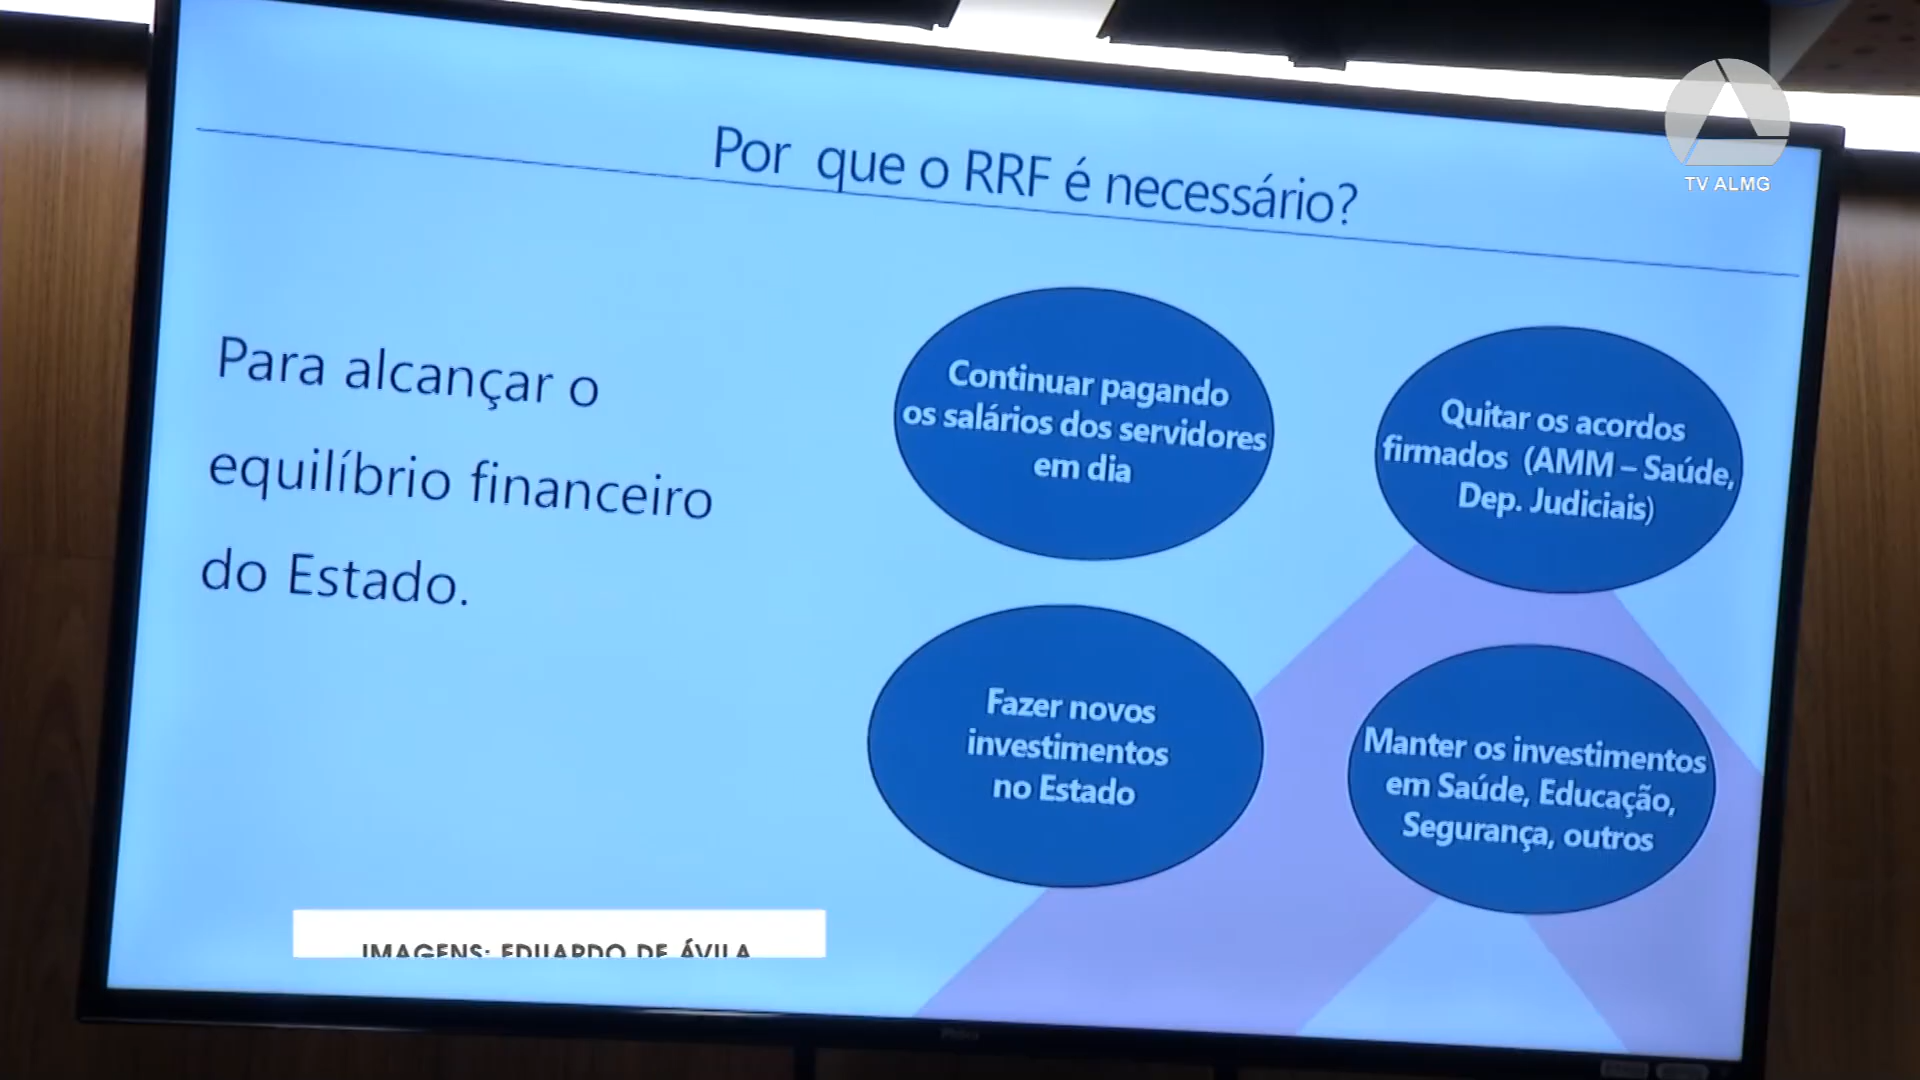 TV ALMG
Por que o RRF é necessário?
Para alcançar o
equilíbrio financeiro
do Estado.
Continuar pagando
os salários dos servidores
em dia
Quitar os acordos
firmados (AMM – Saúde,
Dep. Judiciais)
Fazer novos
investimentos
no Estado
Manter os investimentos
em Saúde, Educação,
Segurança, outros
IMAGENS: EDUARDO DE ÁVILA